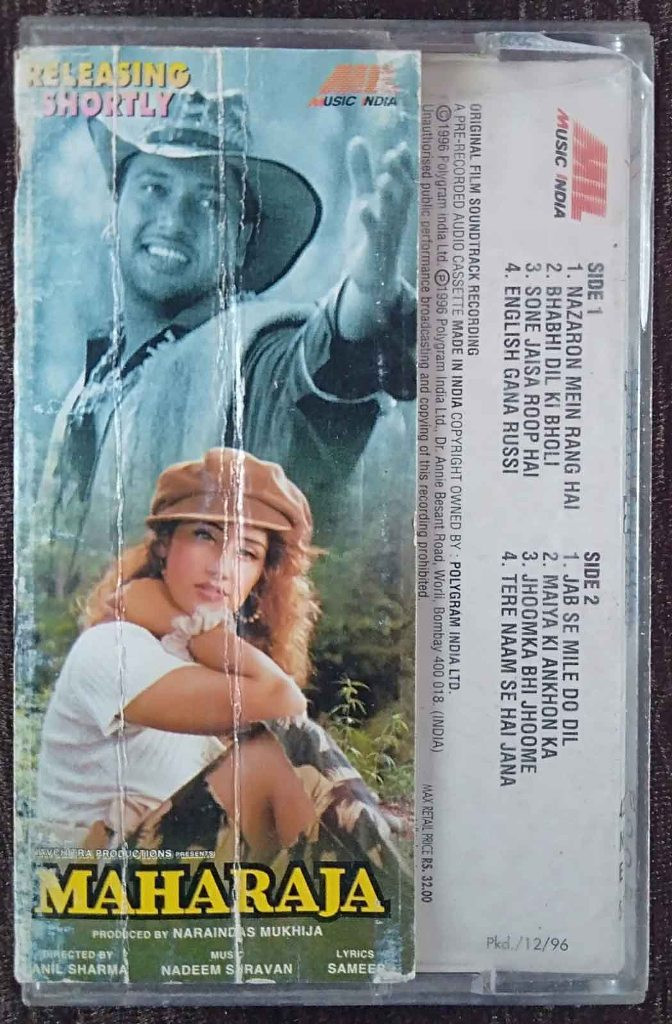 RELEASING
SHORTLY
MIL
MUSIC INDIA
AVCHITRA PRODUCTIONS PRESENTS
MAHARAJA
PRODUCED BY NARAINDAS MUKHIJA
DIRECTED BY
ANIL SHARMA
MUSIC
NADEEM SHRAVAN
LYRICS
SAMEER
MIL
MUSIC INDIA
SIDE 1
1. NAZARON MEIN RANG HAI
2. BHABHI DIL KI BHOLI
3. SONE JAISA ROOP HAI
4. ENGLISH GANA RUSSI
SIDE 2
1. JAB SE MILE DO DIL
2. MAIYA KI ANKHON KA
3. JHOOMKA BHI JHOOME
4. TERE NAAM SE HAI JANA
ORIGINAL FILM SOUNDTRACK RECORDING
A PRE-RECORDED AUDIO CASSETTE MADE IN INDIA COPYRIGHT OWNED BY : POLYGRAM INDIA LTD.
©1996 Polygram India Ltd. ℗1996 Polygram India Ltd., Dr. Annie Besant Road, Worli, Bombay 400 018. (INDIA)
Unauthorised public performance broadcasting and copying of this recording prohibited.
MAX RETAIL PRICE RS. 32.00
Pkd./12/96